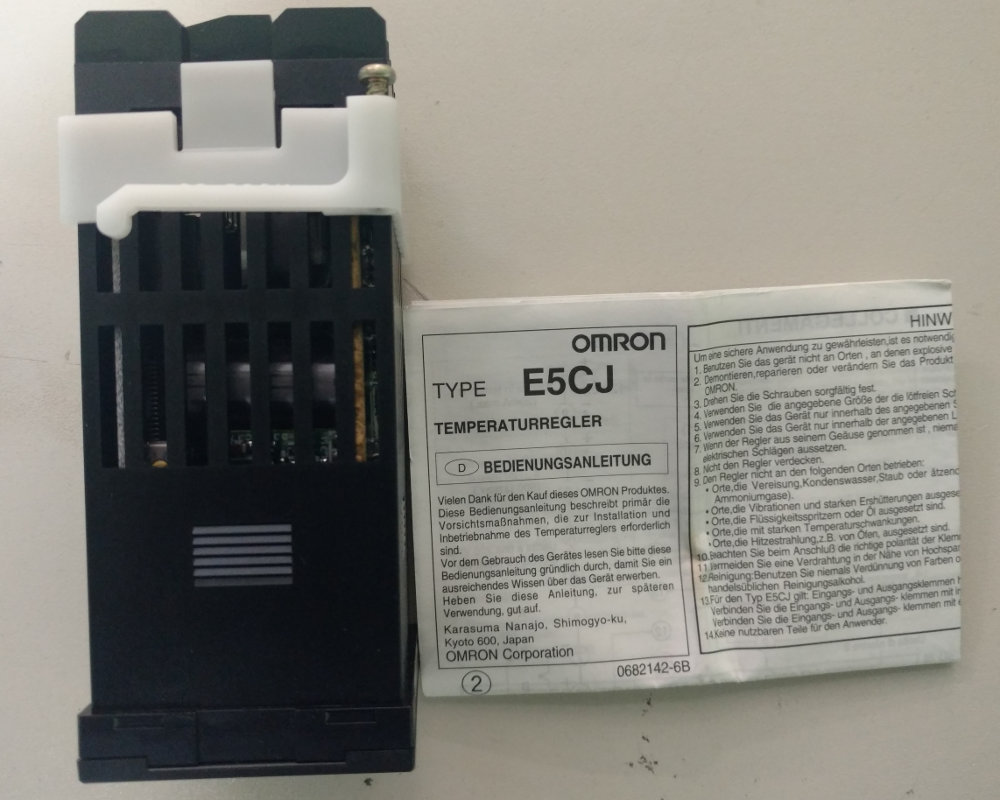 OMRON
TYPE E5CJ
TEMPERATURREGLER
D BEDIENUNGSANLEITUNG
Vielen Dank für den Kauf dieses OMRON Produktes.
Diese Bedienungsanleitung beschreibt primär die
Vorsichtsmaßnahmen, die zur Installation und
Inbetriebnahme des Temperaturreglers erforderlich
sind.
Vor dem Gebrauch des Gerätes lesen Sie bitte diese
Bedienungsanleitung gründlich durch, damit Sie ein
ausreichendes Wissen über das Gerät erwerben.
Heben Sie diese Anleitung, zur späteren
Verwendung, gut auf.
Karasuma Nanajo, Shimogyo-ku,
Kyoto 600, Japan
OMRON Corporation
2
0682142-6B
HINW
Um eine sichere Anwendung zu gewährleisten,ist es notwendig
1. Benutzen Sie das gerät nicht an Orten , an denen explosive
2. Demontieren,reparieren oder verändern Sie das Produkt
OMRON.
3. Drehen Sie die Schrauben sorgfältig fest.
4. Verwenden Sie die angegebene Größe der die lötfreien Sch
5. Verwenden Sie das Gerät nur innerhalb des angegebenen S
6. Verwenden Sie das Gerät nur innerhalb der angegebenen L
7. Wenn der Regler aus seinem Geäuse genommen ist , niema
elektrischen Schlägen aussetzen.
8. Nicht den Regler verdecken.
9. Den Regler nicht an den folgenden Orten betreiben:
• Orte,die Vereisung,Kondenswasser,Staub oder ätzend
Ammoniumgase).
• Orte,die Vibrationen und starken Ershütterungen ausgese
• Orte,die Flüssigkeitsspritzern oder Öl ausgesetzt sind.
• Orte,die mit starken Temperaturschwankungen.
• Orte,die Hitzestrahlung,z.B. von Öfen, ausgesetzt sind.
10. Beachten Sie beim Anschluß die richtige polarität der Klem
11. Vermeiden Sie eine Verdrahtung in der Nähe von Hochspan
12. Reinigung:Benutzen Sie niemals Verdünnung von Farben o
handelsüblichen Reinigungsalkohol.
13. Für den Typ E5CJ gilt: Eingangs- und Ausgangsklemmen
Verbinden Sie die Eingangs- und Ausgangs- klemmen mit
Verbinden Sie die Eingangs- und Ausgangs- klemmen mit
14. Keine nutzbaren Teile für den Anwender.